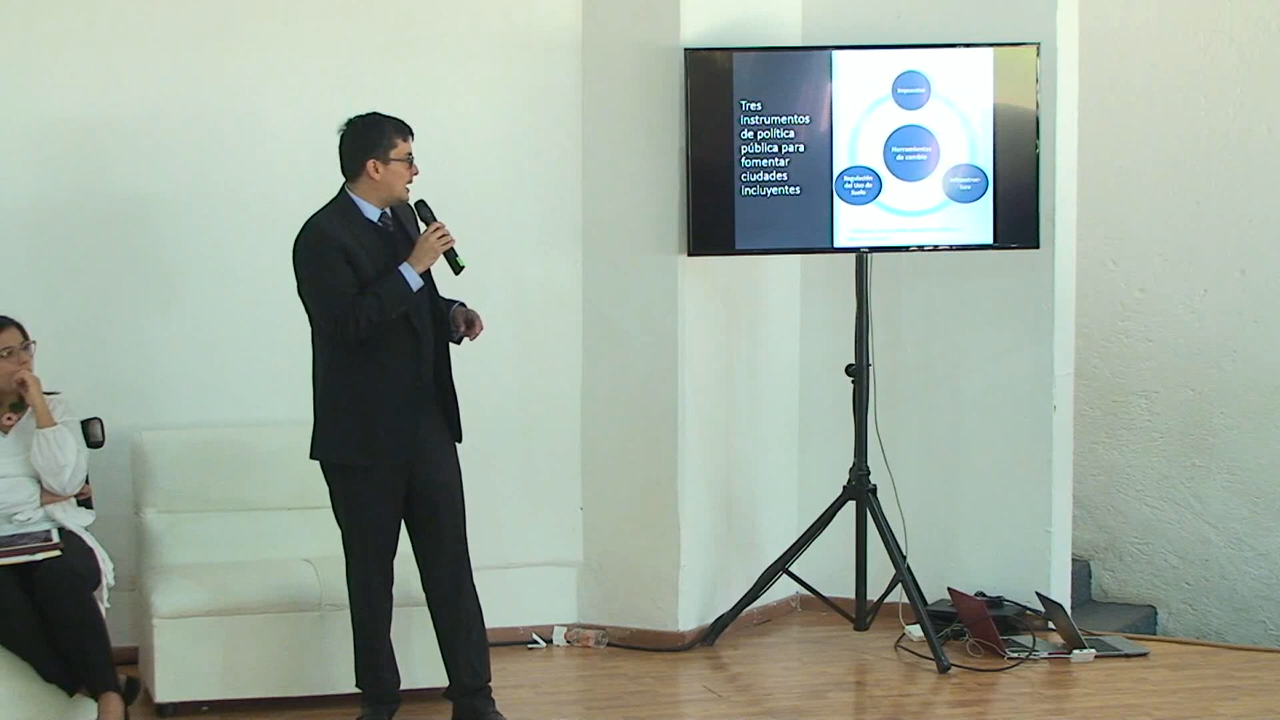 Tres
instrumentos
de política
pública para
fomentar
ciudades
incluyentes
Impuestos
Herramientas
de cambio
Regulación
del Uso de
Suelo
Infraestruc-
tura